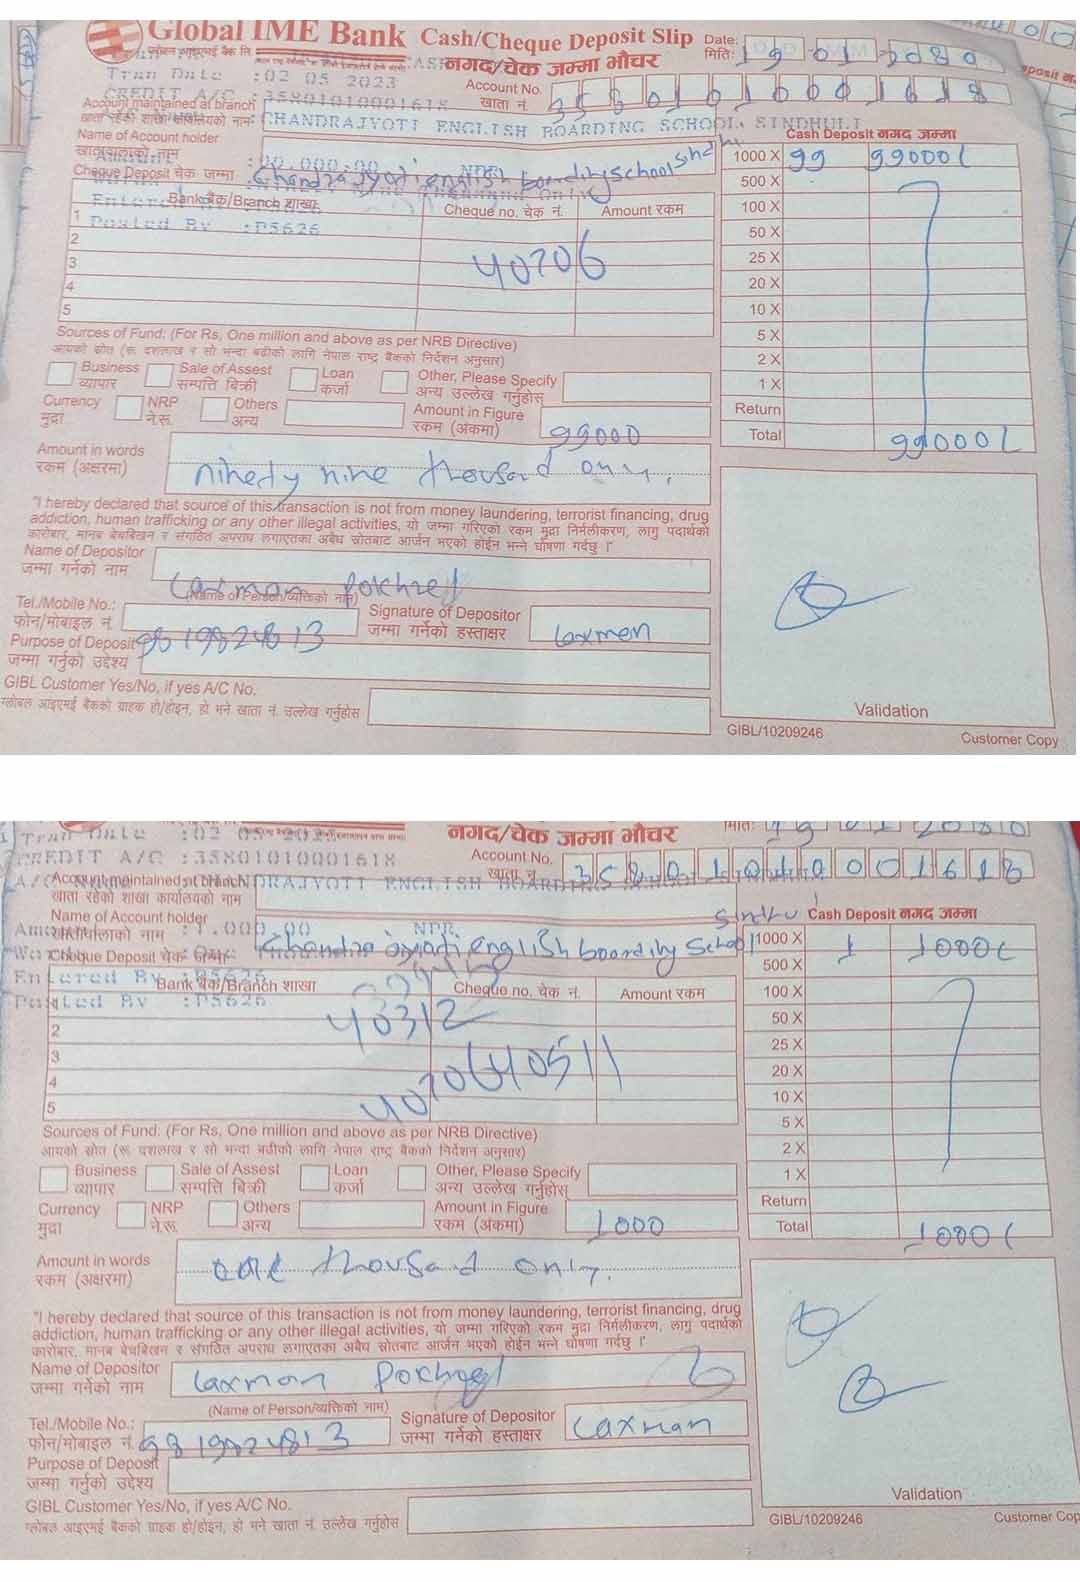 Global IME Bank Cash/Cheque Deposit Slip Date: 19 01 2080
ग्लोबल आइएमई बैंक लि. नगद/चेक जम्मा भौचर मिति:
Tran Date :02 05 2023 Account No. 35801010001618
CREDIT A/C :35801010001618 खाता नं.
Account maintained at branch
खाता रहेको शाखा कार्यालयको नाम CHANDRAJYOTI ENGLISH BOARDING SCHOOL SINDHULI
Name of Account holder Cash Deposit नगद जम्मा
खातावालाको नाम NPR 1000 X 99 99000/
Cheque Deposit चेक जम्मा Chandra jyoti english boarding school Sindhu 500 X
Bank बैंक/Branch शाखा Cheque no. चेक नं. Amount रकम 100 X
1 Posted By :P5626 50 X
2 40706
3 25 X
4 20 X
5 10 X
Sources of Fund: (For Rs, One million and above as per NRB Directive) 5 X
आयको स्रोत (रू दशलाख र सो भन्दा बढीको लागि नेपाल राष्ट्र बैंकको निर्देशन अनुसार) 2 X
Business Sale of Assest Loan Other, Please Specify 1 X
व्यापार सम्पत्ति बिक्री कर्जा अन्य उल्लेख गर्नुहोस्
Currency NRP Others Amount in Figure 99000 Return
मुद्रा ने.रू. अन्य रकम (अंकमा) Total 99000/
Amount in words
रकम (अक्षरमा) ninedy nine thousand only.
"I hereby declared that source of this transaction is not from money laundering, terrorist financing, drug
addiction, human trafficking or any other illegal activities, यो जम्मा गरिएको रकम मुद्रा निर्मलीकरण, लागु पदार्थको
कारोबार, मानब बेचबिखन र संगठित अपराध लगाएतका अबैध स्रोतबाट आर्जन भएको होईन भन्ने घोषणा गर्दछु ।"
Name of Depositor
जम्मा गर्नेको नाम Laxman Pokhrel
(Name of Person/व्यक्तिको नाम)
Tel./Mobile No.: Signature of Depositor
फोन/मोबाइल नं. 9819824813 जम्मा गर्नेको हस्ताक्षर Laxman
Purpose of Deposit
जम्मा गर्नुको उद्देश्य
GIBL Customer Yes/No, if yes A/C No.
ग्लोबल आइएमई बैंकको ग्राहक हो/होइन, हो भने खाता नं. उल्लेख गर्नुहोस Validation
GIBL/10209246 Customer Copy
Tran Date :02 05 2023 नगद/चेक जम्मा भौचर मिति: 19 01 2080
CREDIT A/C :35801010001618 Account No. 35801010001618
Account maintained at branch CHANDRAJYOTI ENGLISH BOARDING खाता नं.
खाता रहेको शाखा कार्यालयको नाम
Name of Account holder Sindhu Cash Deposit नगद जम्मा
खातावालाको नाम :1,000.00 NPR 1000 X 1 1000/
Cheque Deposit चेक जम्मा Chandra jyoti english boarding School 500 X
Entered By :P5626 Bank बैंक/Branch शाखा Cheque no. चेक नं. Amount रकम 100 X
Posted By :P5626 40312 50 X
2
3 25 X
4 40706 40511 20 X
5 10 X
Sources of Fund: (For Rs, One million and above as per NRB Directive) 5 X
आयको स्रोत (रू दशलाख र सो भन्दा बढीको लागि नेपाल राष्ट्र बैंकको निर्देशन अनुसार) 2 X
Business Sale of Assest Loan Other, Please Specify 1 X
व्यापार सम्पत्ति बिक्री कर्जा अन्य उल्लेख गर्नुहोस्
Currency NRP Others Amount in Figure 1000 Return
मुद्रा ने.रू. अन्य रकम (अंकमा) Total 1000/
Amount in words
रकम (अक्षरमा) one thousand only.
"I hereby declared that source of this transaction is not from money laundering, terrorist financing, drug
addiction, human trafficking or any other illegal activities, यो जम्मा गरिएको रकम मुद्रा निर्मलीकरण, लागु पदार्थको
कारोबार, मानब बेचबिखन र संगठित अपराध लगाएतका अबैध स्रोतबाट आर्जन भएको होईन भन्ने घोषणा गर्दछु ।"
Name of Depositor
जम्मा गर्नेको नाम Laxman Pokhrel
(Name of Person/व्यक्तिको नाम)
Tel./Mobile No.: Signature of Depositor
फोन/मोबाइल नं. 9819824813 जम्मा गर्नेको हस्ताक्षर Laxman
Purpose of Deposit
जम्मा गर्नुको उद्देश्य
GIBL Customer Yes/No, if yes A/C No. Validation
ग्लोबल आइएमई बैंकको ग्राहक हो/होइन, हो भने खाता नं. उल्लेख गर्नुहोस GIBL/10209246 Customer Cop